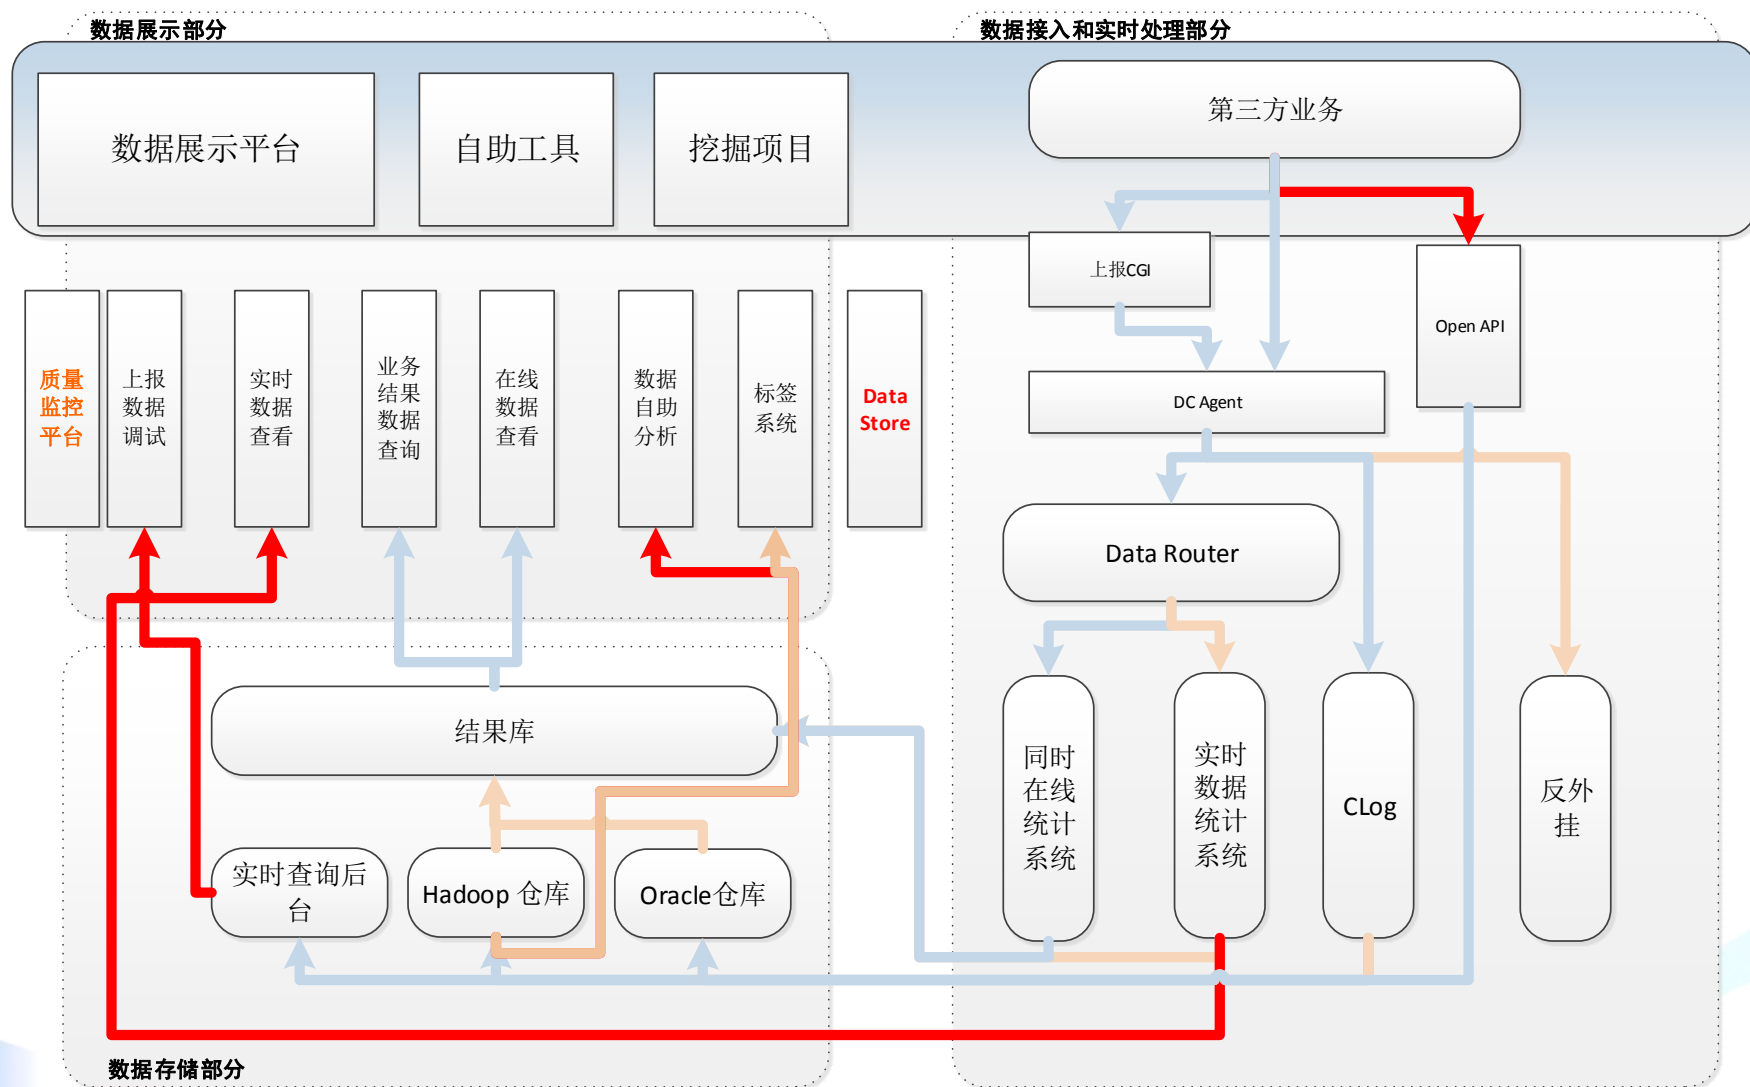 数据展示部分
数据接入和实时处理部分
数据展示平台
自助工具
挖掘项目
第三方业务
上报CGI
Open API
质量
监控
平台
上报
数据
调试
实时
数据
查看
业务
结果
数据
查询
在线
数据
查看
数据
自助
分析
标签
系统
Data
Store
DC Agent
Data Router
结果库
同时
在线
统计
系统
实时
数据
统计
系统
CLog
反外
挂
实时查询后
台
Hadoop 仓库
Oracle仓库
数据存储部分